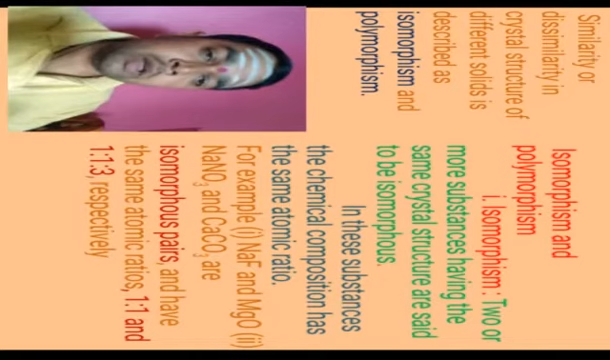 Similarity or
dissimilarity in
crystal structure of
different solids is
described as
isomorphism and
polymorphism.
Isomorphism and
polymorphism
i. Isomorphism : Two or
more substances having the
same crystal structure are said
to be isomorphous.
In these substances
the chemical composition has
the same atomic ratio.
For example (i) NaF and MgO (ii)
NaNO3 and CaCO3 are
isomorphous pairs, and have
the same atomic ratios, 1:1 and
1:1:3, respectively